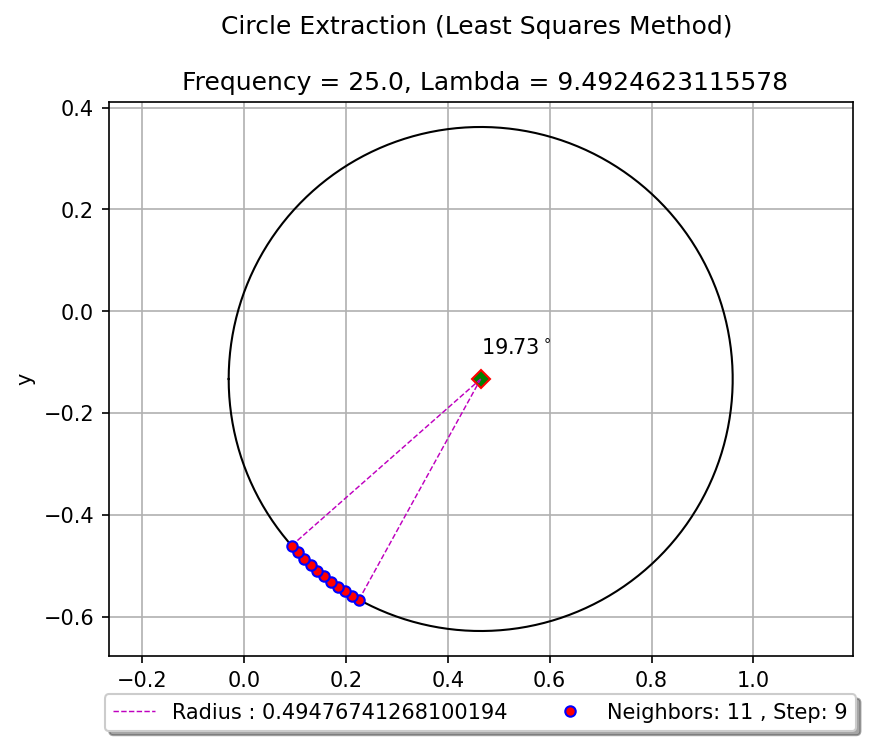 Circle Extraction (Least Squares Method)
Frequency = 25.0, Lambda = 9.4924623115578
0.4
0.2
0.0
−0.2
−0.4
−0.6
y
19.73°
−0.2
0.0
0.2
0.4
0.6
0.8
1.0
Radius : 0.49476741268100194
Neighbors: 11 , Step: 9